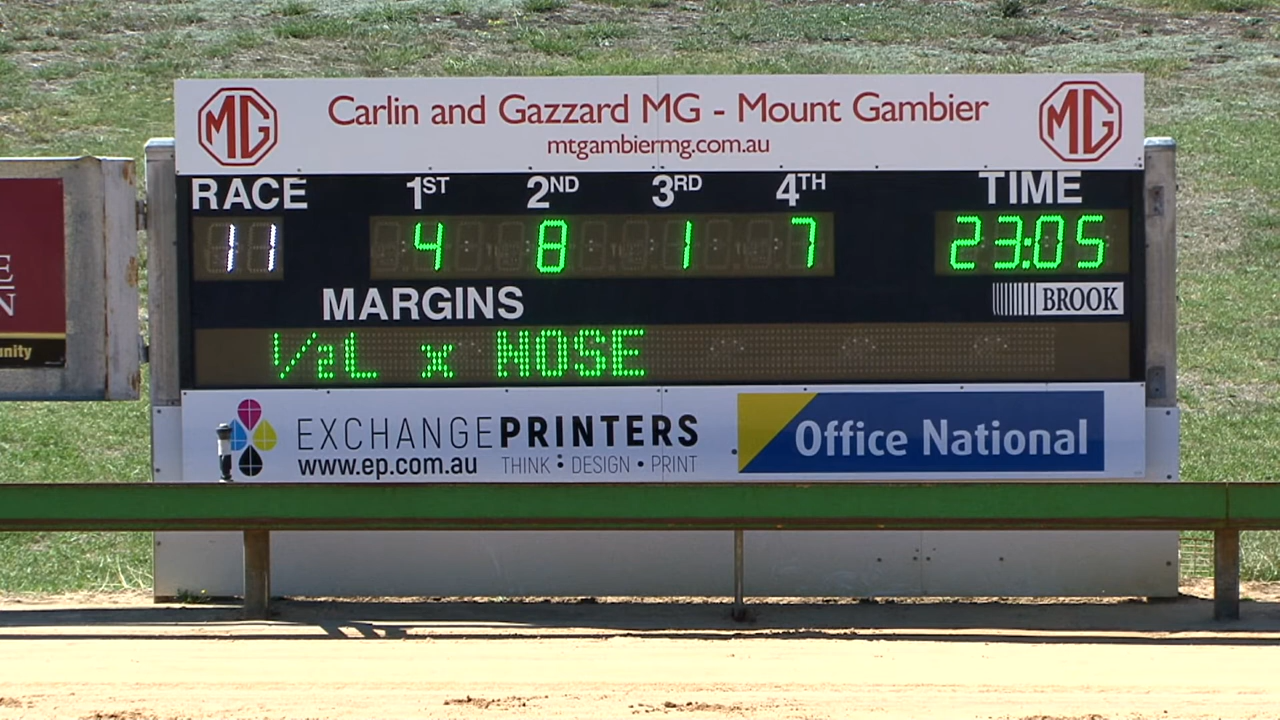 MG Carlin and Gazzard MG - Mount Gambier MG
mtgambiermg.com.au
RACE 1ST 2ND 3RD 4TH TIME
11 4 8 1 7 23:05
MARGINS BROOK
1/2L x NOSE
EXCHANGEPRINTERS
www.ep.com.au THINK : DESIGN • PRINT
Office National
E
N
unity